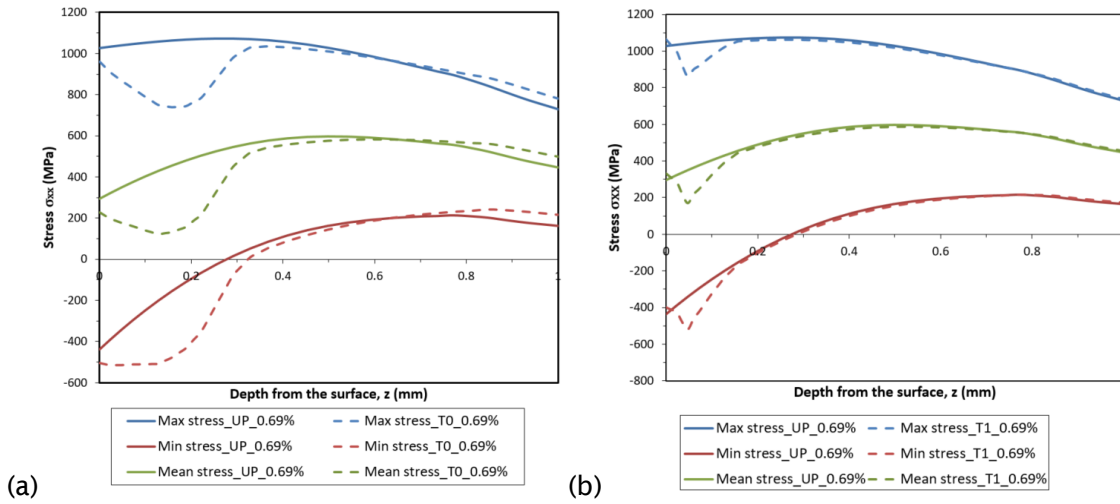 1200
1000
800
600
400
200
0
-200
-400
-600
0
0.2
0.4
0.6
0.8
1
Stress σxx (MPa)
Depth from the surface, z (mm)
Max stress_UP_0.69%
Max stress_T0_0.69%
Min stress_UP_0.69%
Min stress_T0_0.69%
Mean stress_UP_0.69%
Mean stress_T0_0.69%
(a)
1200
1000
800
600
400
200
0
-200
-400
-600
-800
0
0.2
0.4
0.6
0.8
Stress σxx (MPa)
Depth from the surface, z (mm)
Max stress_UP_0.69%
Max stress_T1_0.69%
Min stress_UP_0.69%
Min stress_T1_0.69%
Mean stress_UP_0.69%
Mean stress_T1_0.69%
(b)